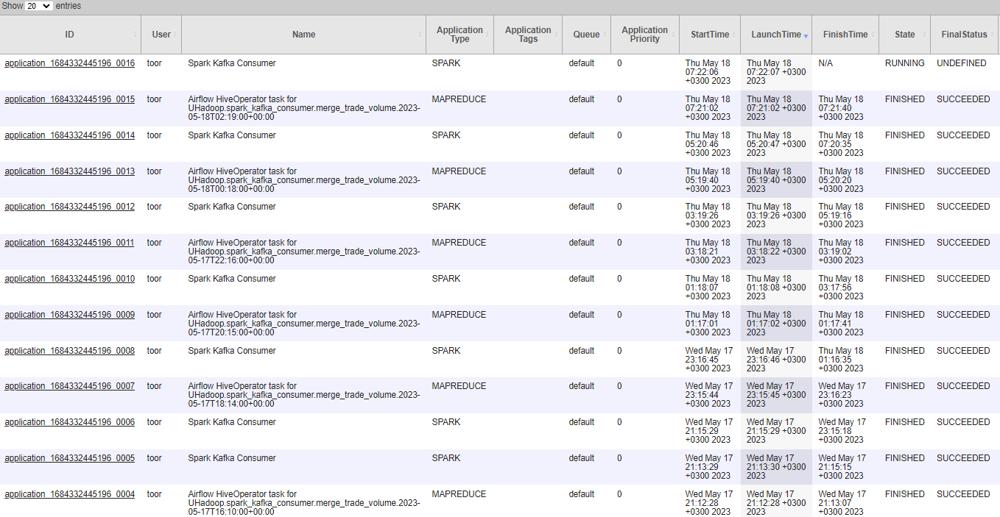 Show 20 entries
ID User Name Application Type Application Tags Queue Application Priority StartTime LaunchTime FinishTime State FinalStatus
application_1684332445196_0016 toor Spark Kafka Consumer SPARK default 0 Thu May 18 07:22:06 +0300 2023 Thu May 18 07:22:07 +0300 2023 N/A RUNNING UNDEFINED
application_1684332445196_0015 toor Airflow HiveOperator task for UHadoop.spark_kafka_consumer.merge_trade_volume.2023-05-18T02:19:00+00:00 MAPREDUCE default 0 Thu May 18 07:21:02 +0300 2023 Thu May 18 07:21:02 +0300 2023 Thu May 18 07:21:40 +0300 2023 FINISHED SUCCEEDED
application_1684332445196_0014 toor Spark Kafka Consumer SPARK default 0 Thu May 18 05:20:46 +0300 2023 Thu May 18 05:20:47 +0300 2023 Thu May 18 07:20:35 +0300 2023 FINISHED SUCCEEDED
application_1684332445196_0013 toor Airflow HiveOperator task for UHadoop.spark_kafka_consumer.merge_trade_volume.2023-05-18T00:18:00+00:00 MAPREDUCE default 0 Thu May 18 05:19:40 +0300 2023 Thu May 18 05:19:40 +0300 2023 Thu May 18 05:20:20 +0300 2023 FINISHED SUCCEEDED
application_1684332445196_0012 toor Spark Kafka Consumer SPARK default 0 Thu May 18 03:19:26 +0300 2023 Thu May 18 03:19:26 +0300 2023 Thu May 18 05:19:16 +0300 2023 FINISHED SUCCEEDED
application_1684332445196_0011 toor Airflow HiveOperator task for UHadoop.spark_kafka_consumer.merge_trade_volume.2023-05-17T22:16:00+00:00 MAPREDUCE default 0 Thu May 18 03:18:21 +0300 2023 Thu May 18 03:18:22 +0300 2023 Thu May 18 03:19:02 +0300 2023 FINISHED SUCCEEDED
application_1684332445196_0010 toor Spark Kafka Consumer SPARK default 0 Thu May 18 01:18:07 +0300 2023 Thu May 18 01:18:08 +0300 2023 Thu May 18 03:17:56 +0300 2023 FINISHED SUCCEEDED
application_1684332445196_0009 toor Airflow HiveOperator task for UHadoop.spark_kafka_consumer.merge_trade_volume.2023-05-17T20:15:00+00:00 MAPREDUCE default 0 Thu May 18 01:17:01 +0300 2023 Thu May 18 01:17:02 +0300 2023 Thu May 18 01:17:41 +0300 2023 FINISHED SUCCEEDED
application_1684332445196_0008 toor Spark Kafka Consumer SPARK default 0 Wed May 17 23:16:45 +0300 2023 Wed May 17 23:16:46 +0300 2023 Thu May 18 01:16:35 +0300 2023 FINISHED SUCCEEDED
application_1684332445196_0007 toor Airflow HiveOperator task for UHadoop.spark_kafka_consumer.merge_trade_volume.2023-05-17T18:14:00+00:00 MAPREDUCE default 0 Wed May 17 23:15:44 +0300 2023 Wed May 17 23:15:45 +0300 2023 Wed May 17 23:16:23 +0300 2023 FINISHED SUCCEEDED
application_1684332445196_0006 toor Spark Kafka Consumer SPARK default 0 Wed May 17 21:15:29 +0300 2023 Wed May 17 21:15:29 +0300 2023 Wed May 17 23:15:18 +0300 2023 FINISHED SUCCEEDED
application_1684332445196_0005 toor Spark Kafka Consumer SPARK default 0 Wed May 17 21:13:29 +0300 2023 Wed May 17 21:13:30 +0300 2023 Wed May 17 21:15:15 +0300 2023 FINISHED SUCCEEDED
application_1684332445196_0004 toor Airflow HiveOperator task for UHadoop.spark_kafka_consumer.merge_trade_volume.2023-05-17T16:10:00+00:00 MAPREDUCE default 0 Wed May 17 21:12:28 +0300 2023 Wed May 17 21:12:28 +0300 2023 Wed May 17 21:13:07 +0300 2023 FINISHED SUCCEEDED